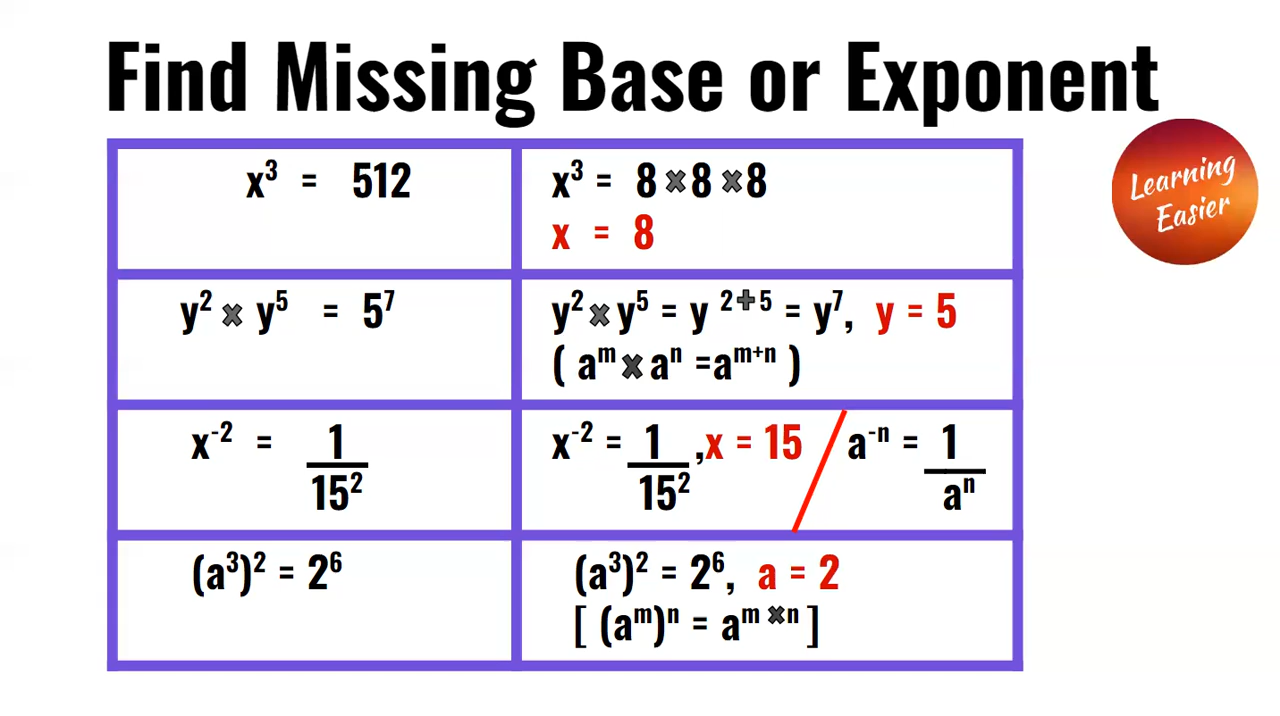 Find Missing Base or Exponent
Learning
Easier
x³ = 512
x³ = 8 × 8 × 8
x = 8
y² × y⁵ = 5⁷
y² × y⁵ = y ²⁺⁵ = y⁷, y = 5
( aᵐ × aⁿ =aᵐ⁺ⁿ )
x⁻² = 1/15²
x⁻² = 1/15² ,x = 15 / a⁻ⁿ = 1/aⁿ
(a³)² = 2⁶
(a³)² = 2⁶, a = 2
[ (aᵐ)ⁿ = aᵐ ˣ ⁿ ]